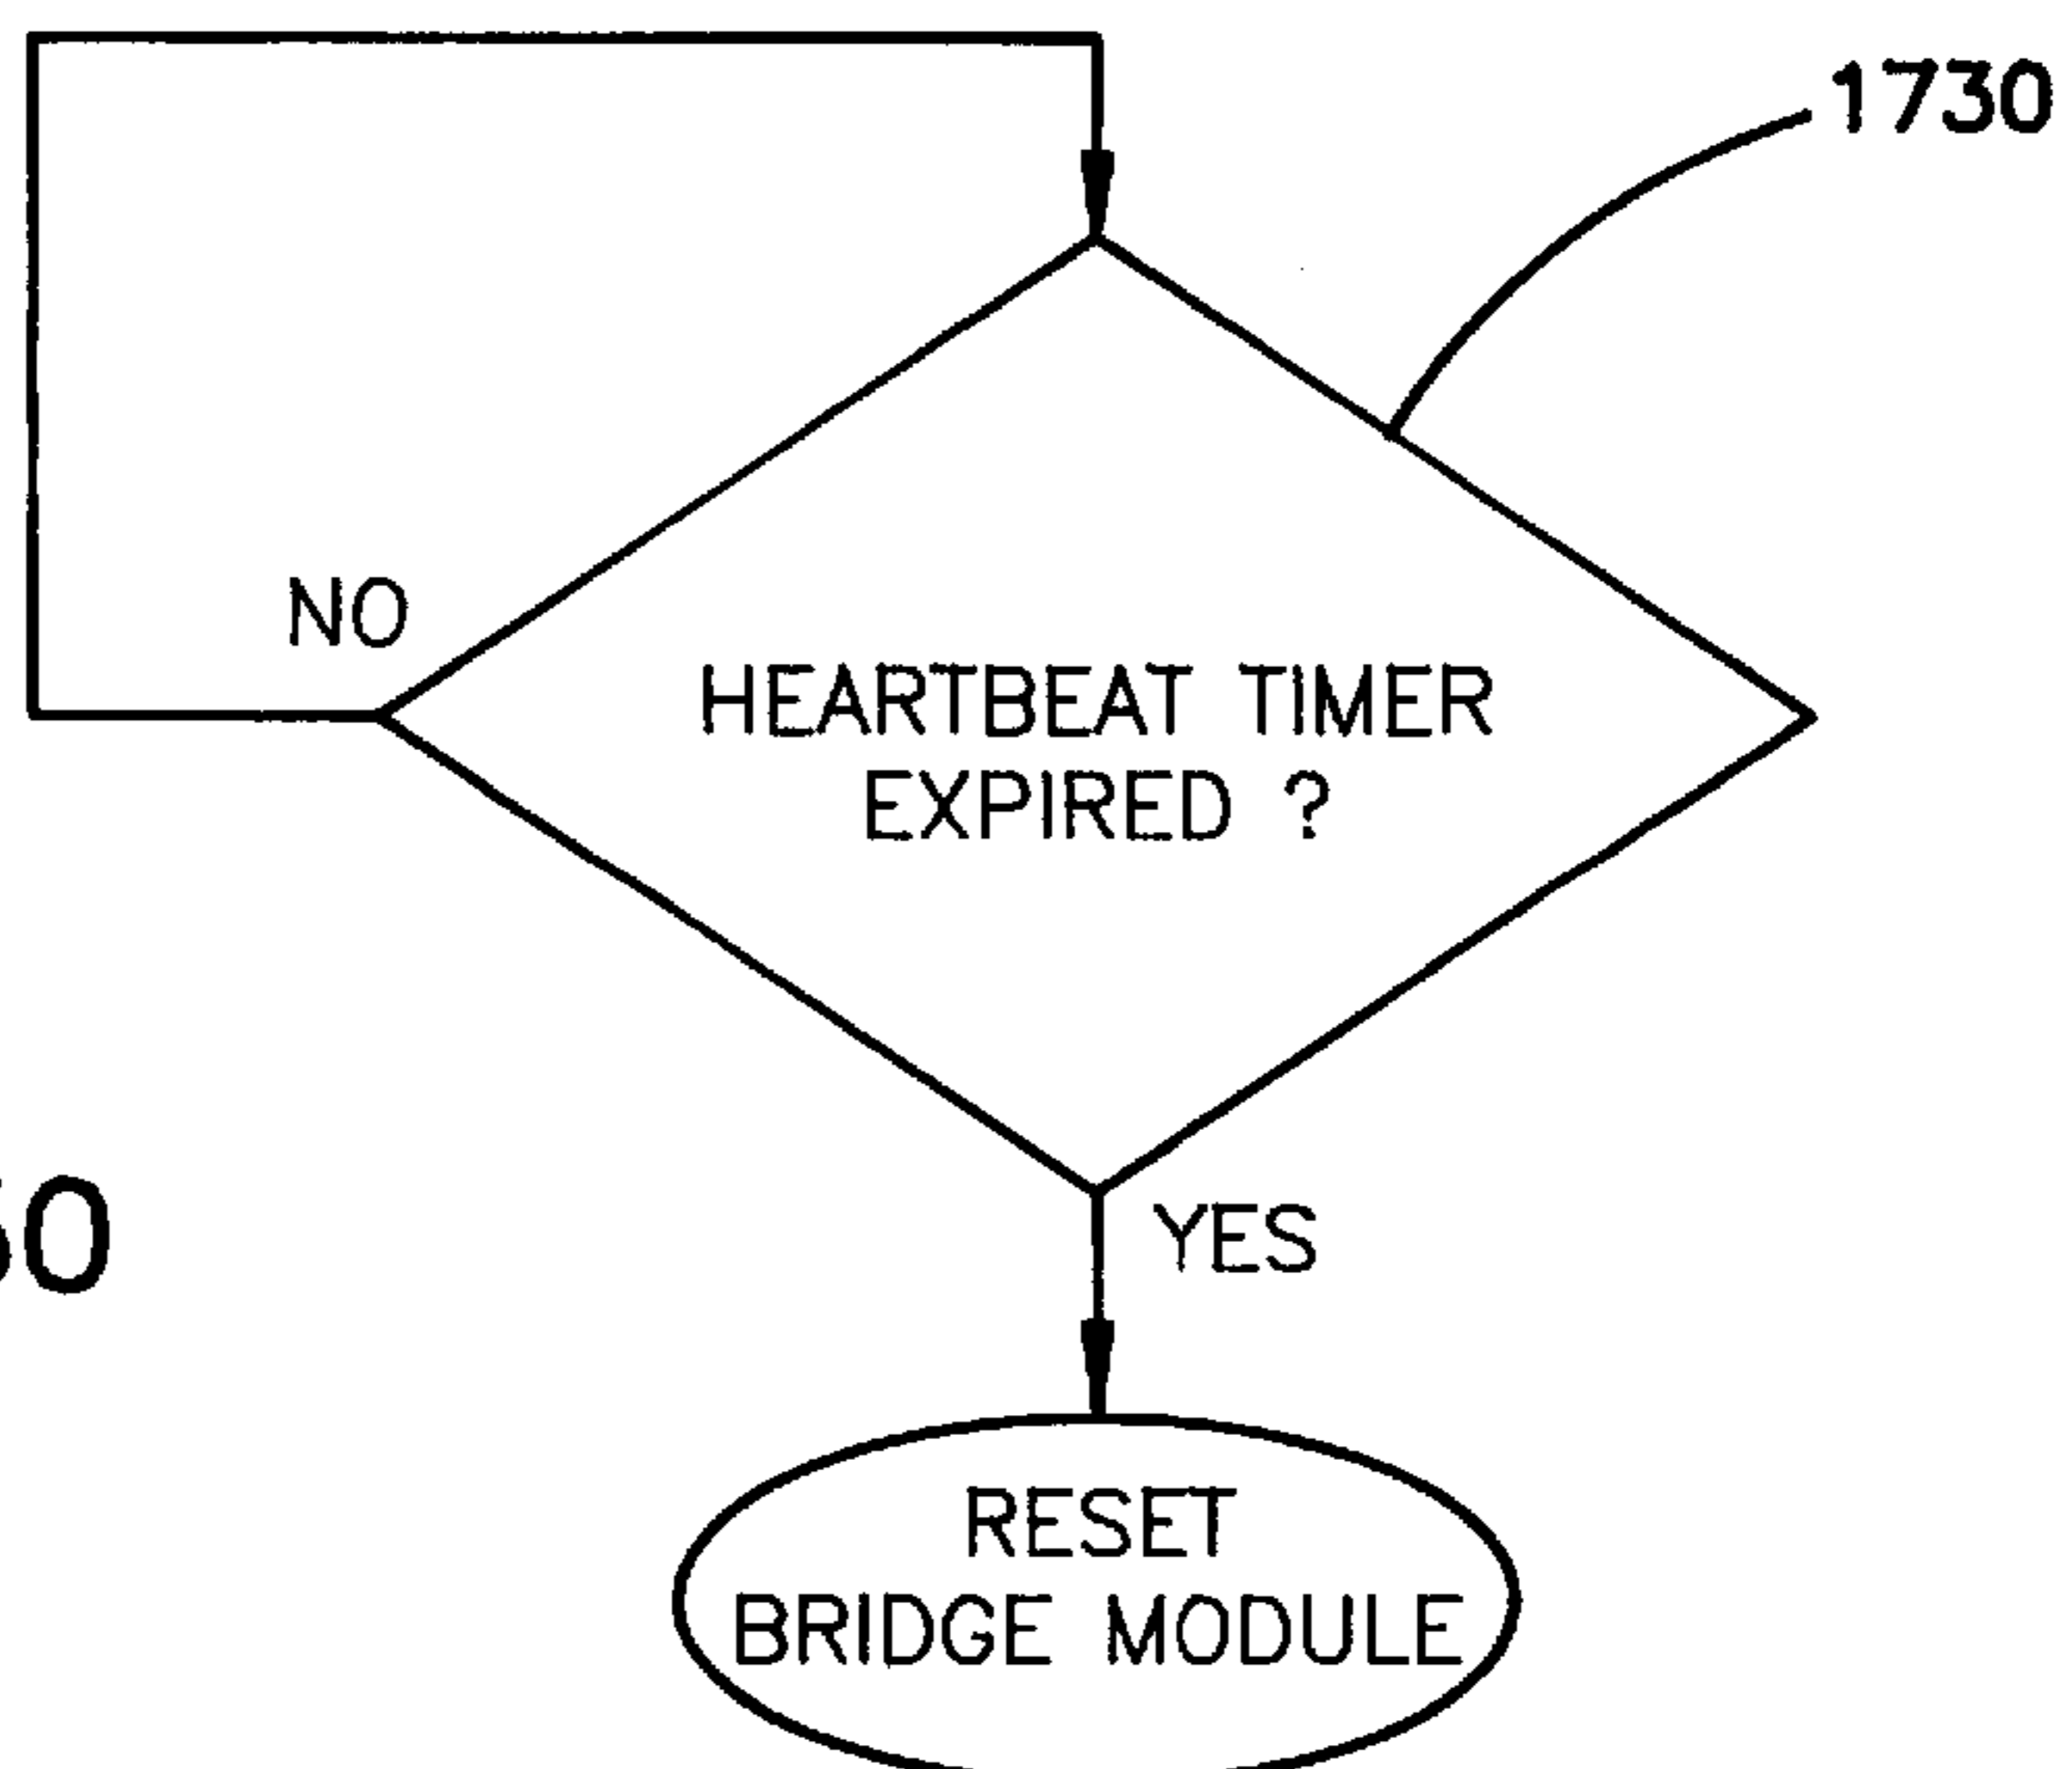 1730
NO
HEARTBEAT TIMER
EXPIRED ?
YES
RESET
BRIDGE MODULE